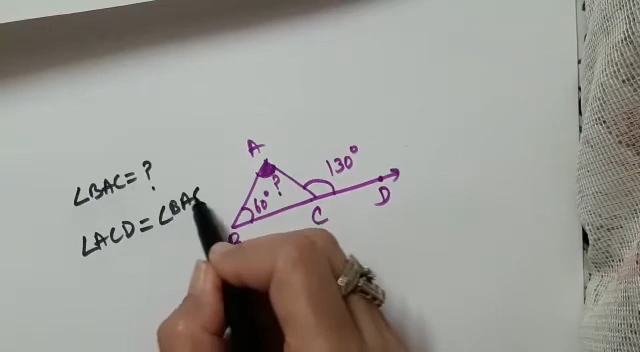 ∠BAC = ?
∠ACD = ∠BAC
A
130°
?
60°
B
C
D